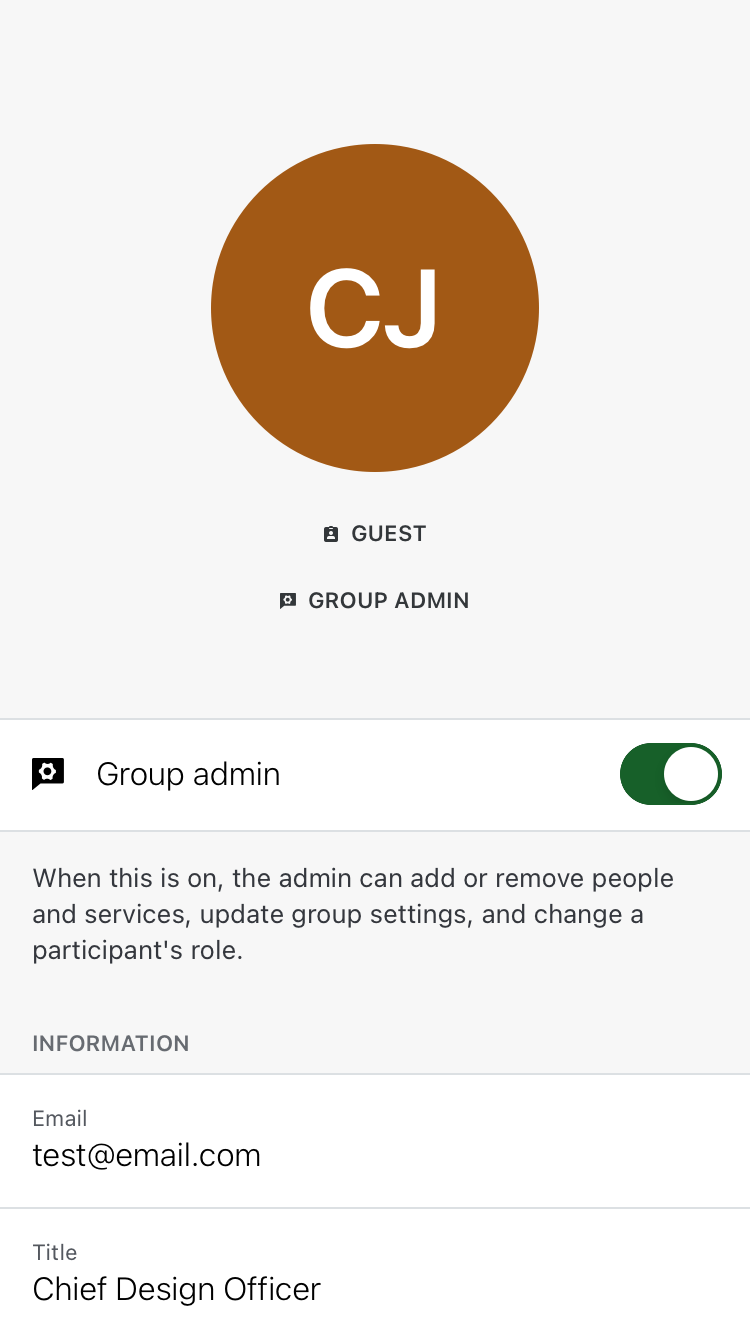 CJ
GUEST
GROUP ADMIN
Group admin
When this is on, the admin can add or remove people
and services, update group settings, and change a
participant's role.
INFORMATION
Email
test@email.com
Title
Chief Design Officer